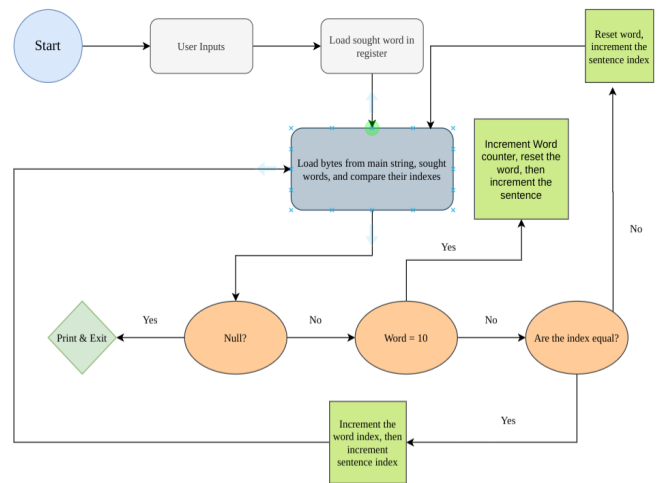 Start
User Inputs
Load sought word in
register
Reset word,
increment the
sentence index
Load bytes from main string, sought
words, and compare their indexes
Increment Word
counter, reset the
word, then
increment the
sentence
No
Yes
Print & Exit
Yes
Null?
No
Word = 10
No
Are the index equal?
Yes
Increment the
word index, then
increment
sentence index